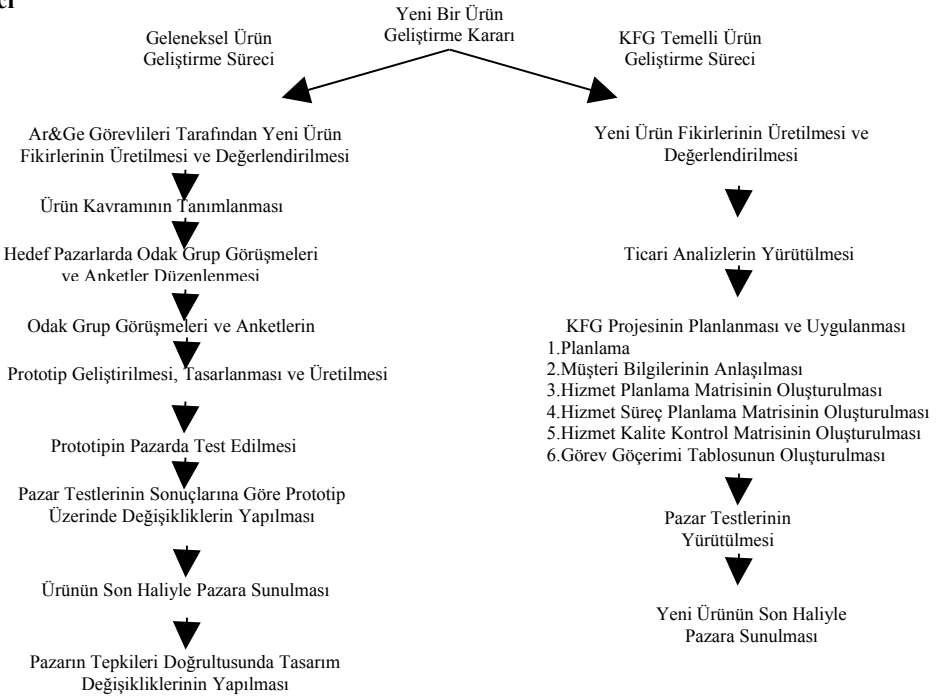 ci
Yeni Bir Ürün
Geliştirme Kararı
Geleneksel Ürün
Geliştirme Süreci
KFG Temelli Ürün
Geliştirme Süreci
Ar&Ge Görevlileri Tarafından Yeni Ürün
Fikirlerinin Üretilmesi ve Değerlendirilmesi
Ürün Kavramının Tanımlanması
Hedef Pazarlarda Odak Grup Görüşmeleri
ve Anketler Düzenlenmesi
Odak Grup Görüşmeleri ve Anketlerin
Prototip Geliştirilmesi, Tasarlanması ve Üretilmesi
Prototipin Pazarda Test Edilmesi
Pazar Testlerinin Sonuçlarına Göre Prototip
Üzerinde Değişikliklerin Yapılması
Ürünün Son Haliyle Pazara Sunulması
Pazarın Tepkileri Doğrultusunda Tasarım
Değişikliklerinin Yapılması
Yeni Ürün Fikirlerinin Üretilmesi ve
Değerlendirilmesi
Ticari Analizlerin Yürütülmesi
KFG Projesinin Planlanması ve Uygulanması
1.Planlama
2.Müşteri Bilgilerinin Anlaşılması
3.Hizmet Planlama Matrisinin Oluşturulması
4.Hizmet Süreç Planlama Matrisinin Oluşturulması
5.Hizmet Kalite Kontrol Matrisinin Oluşturulması
6.Görev Göçerimi Tablosunun Oluşturulması
Pazar Testlerinin
Yürütülmesi
Yeni Ürünün Son Haliyle
Pazara Sunulması